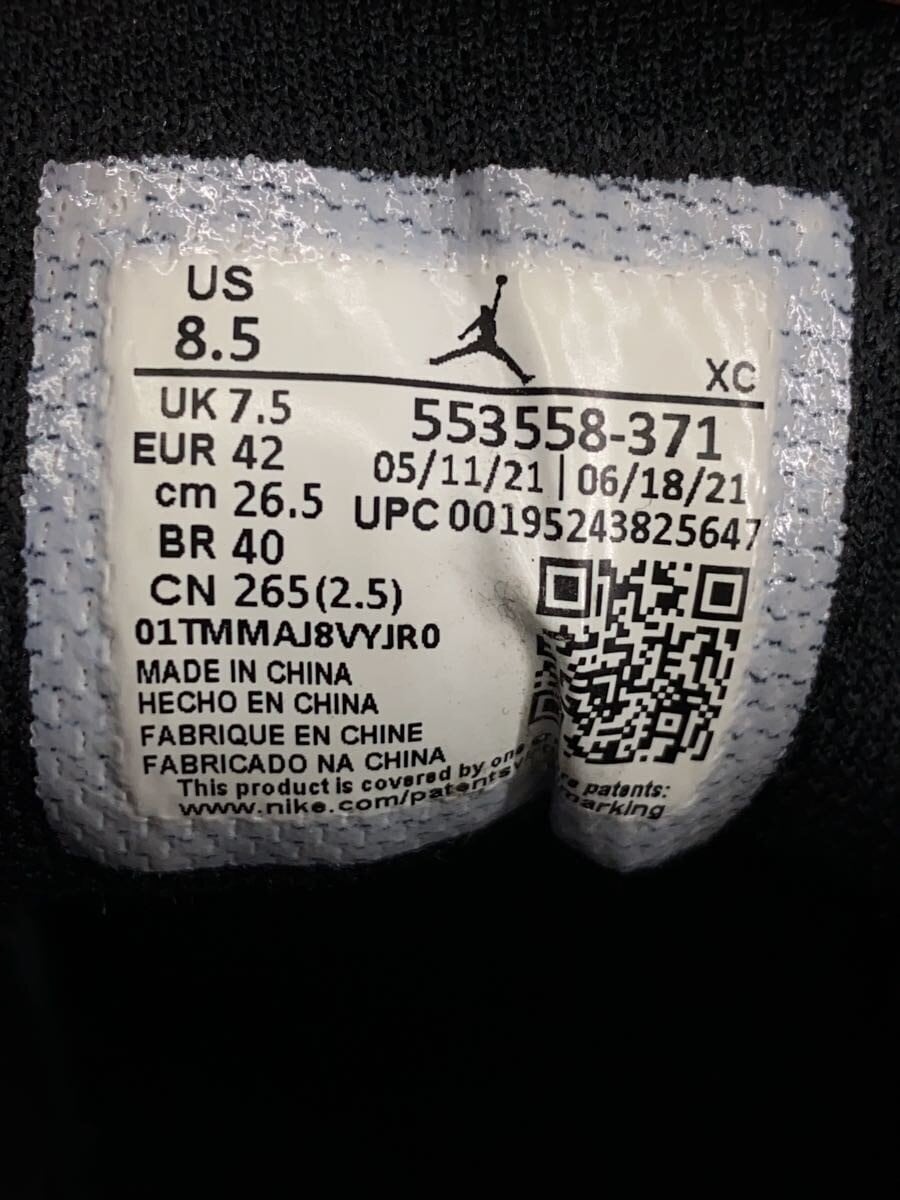 US
8.5
XC
UK 7.5
553558-371
EUR 42
05/11/21 | 06/18/21
cm 26.5
UPC 00195243825647
BR 40
CN 265(2.5)
01TMMAJ8VYJR0
MADE IN CHINA
HECHO EN CHINA
FABRIQUE EN CHINE
FABRICADO NA CHINA
This product is covered by one patents:
www.nike.com/patents marking